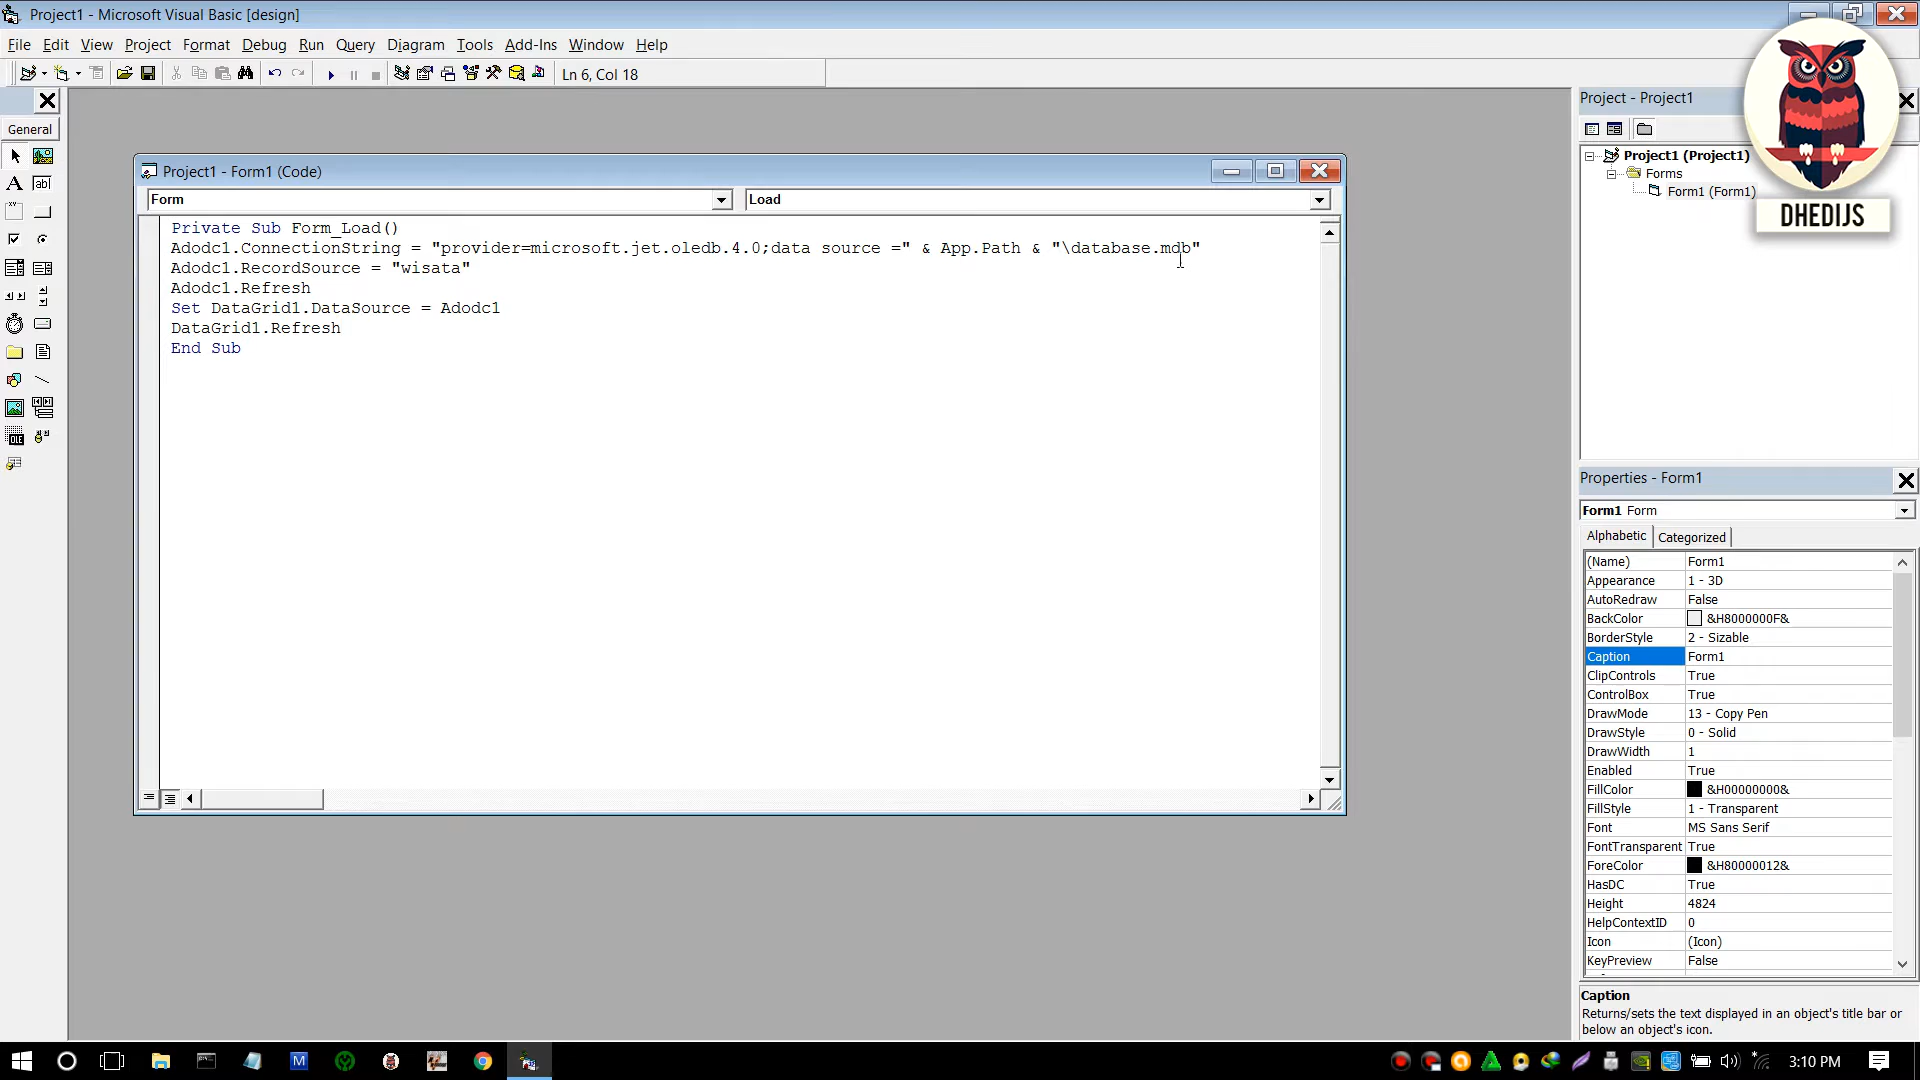 Project1 - Microsoft Visual Basic [design]
File Edit View Project Format Debug Run Query Diagram Tools Add-Ins Window Help
Ln 6, Col 18
General
Project1 - Form1 (Code)
Form
Load
Private Sub Form_Load()
Adodc1.ConnectionString = "provider=microsoft.jet.oledb.4.0;data source =" & App.Path & "\database.mdb"
Adodc1.RecordSource = "wisata"
Adodc1.Refresh
Set DataGrid1.DataSource = Adodc1
DataGrid1.Refresh
End Sub
Project - Project1
Project1 (Project1)
Forms
Form1 (Form1)
DHEDIJS
Properties - Form1
Form1 Form
Alphabetic Categorized
(Name) Form1
Appearance 1 - 3D
AutoRedraw False
BackColor &H8000000F&
BorderStyle 2 - Sizable
Caption Form1
ClipControls True
ControlBox True
DrawMode 13 - Copy Pen
DrawStyle 0 - Solid
DrawWidth 1
Enabled True
FillColor &H00000000&
FillStyle 1 - Transparent
Font MS Sans Serif
FontTransparent True
ForeColor &H80000012&
HasDC True
Height 4824
HelpContextID 0
Icon (Icon)
KeyPreview False
Caption
Returns/sets the text displayed in an object's title bar or
below an object's icon.
3:10 PM